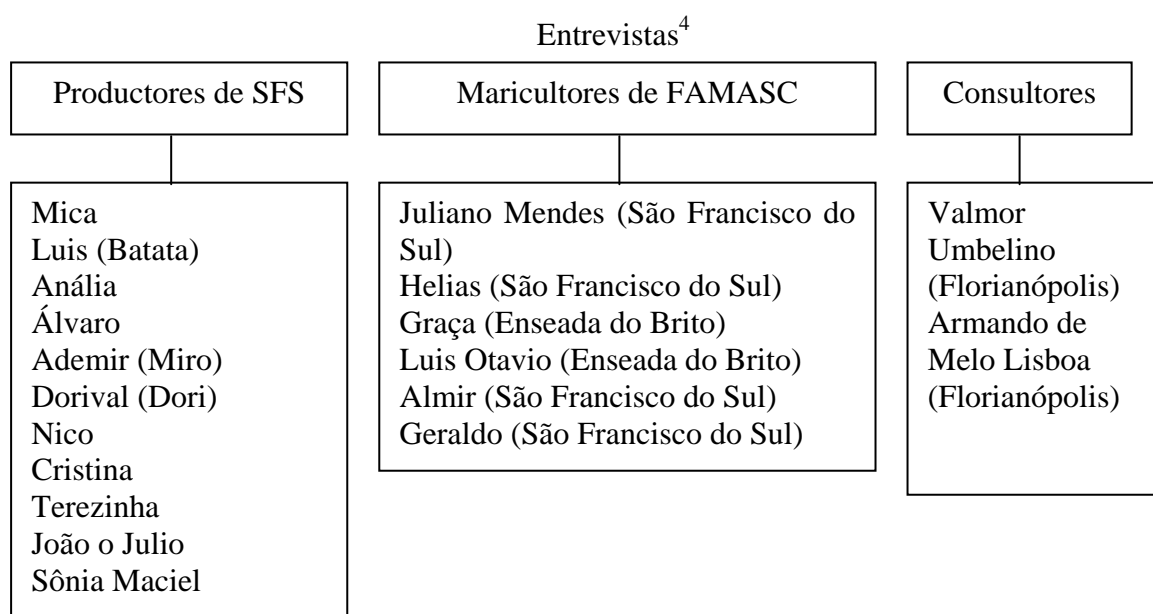 Entrevistas4
Productores de SFS
Maricultores de FAMASC
Consultores
Mica
Luis (Batata)
Anália
Álvaro
Ademir (Miro)
Dorival (Dori)
Nico
Cristina
Terezinha
João o Julio
Sônia Maciel
Juliano Mendes (São Francisco do
Sul)
Helias (São Francisco do Sul)
Graça (Enseada do Brito)
Luis Otavio (Enseada do Brito)
Almir (São Francisco do Sul)
Geraldo (São Francisco do Sul)
Valmor
Umbelino
(Florianópolis)
Armando de
Melo Lisboa
(Florianópolis)